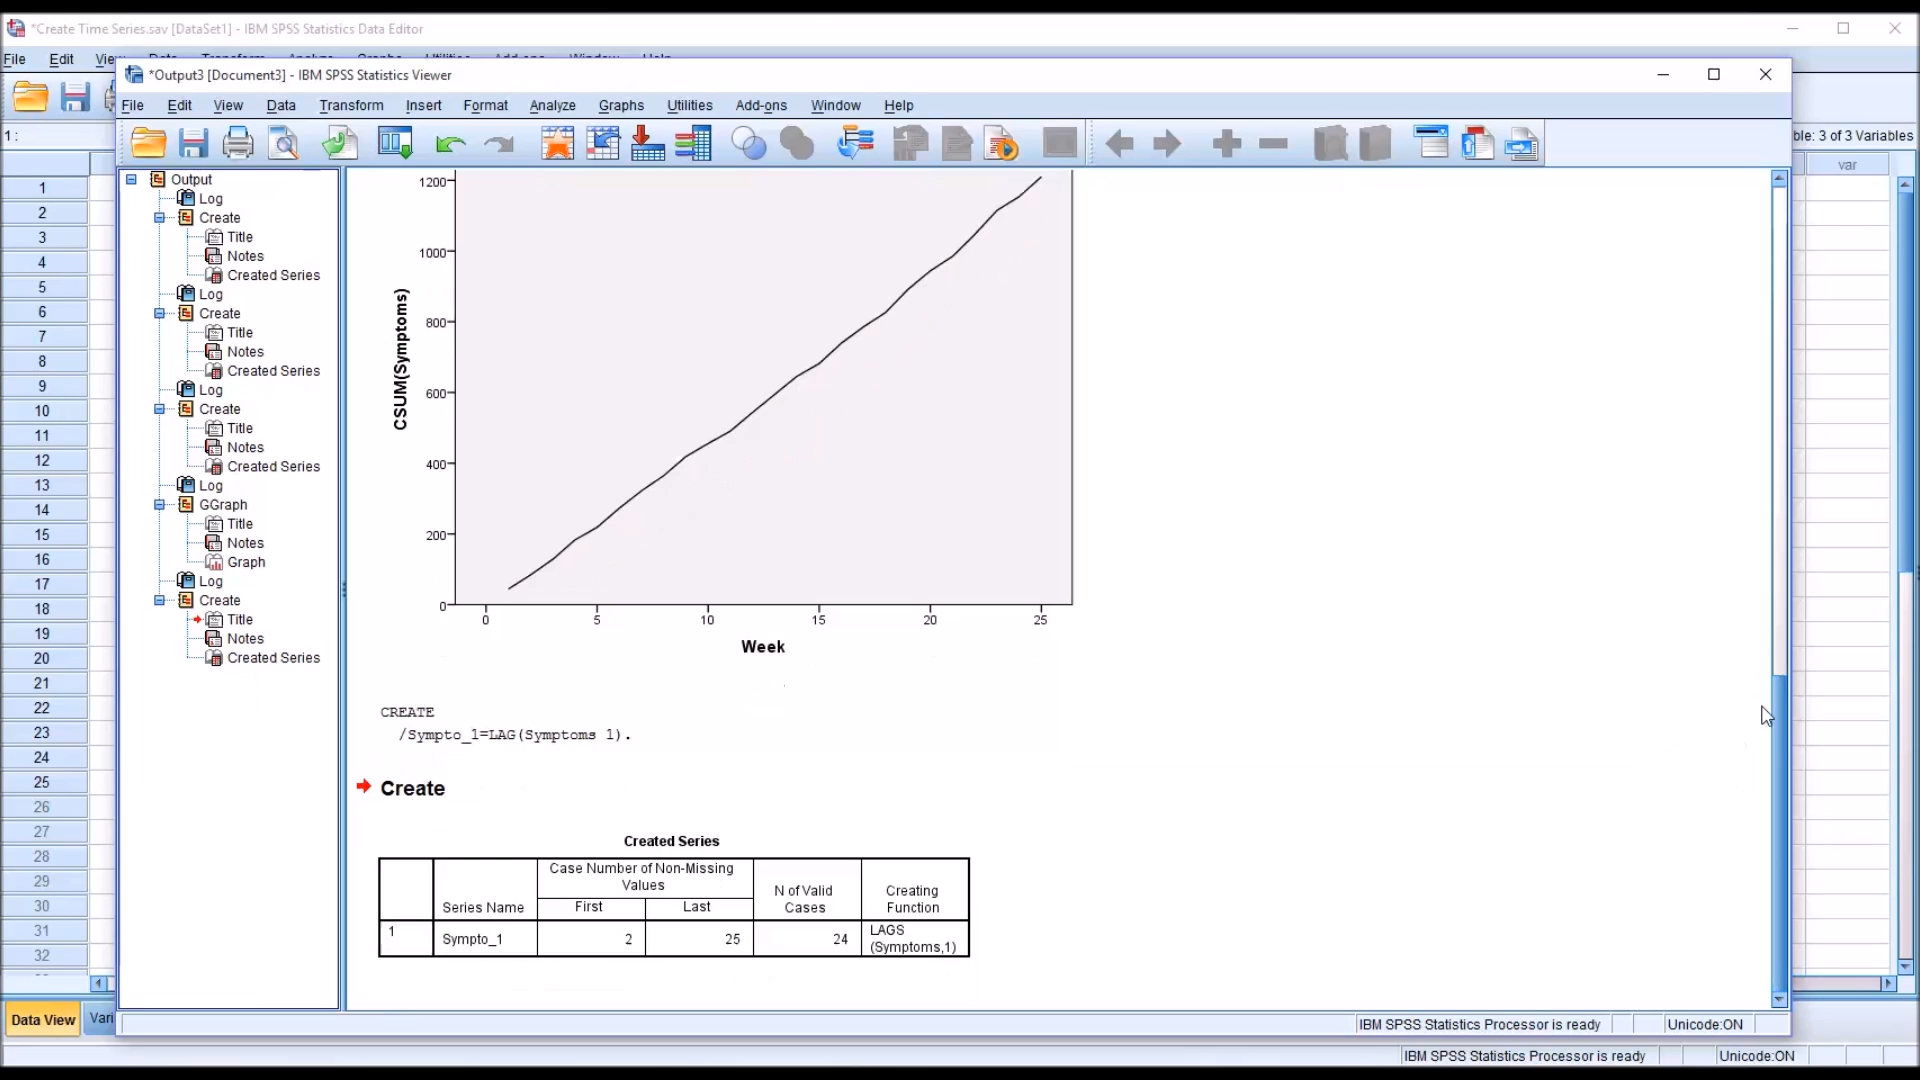 *Create Time Series.sav [DataSet1] - IBM SPSS Statistics Data Editor
File Edit
*Output3 [Document3] - IBM SPSS Statistics Viewer
File Edit View Data Transform Insert Format Analyze Graphs Utilities Add-ons Window Help
1 :
ble: 3 of 3 Variables
var
1
2
3
4
5
6
7
8
9
10
11
12
13
14
15
16
17
18
19
20
21
22
23
24
25
26
27
28
29
30
31
32
Output
Log
Create
Title
Notes
Created Series
Log
Create
Title
Notes
Created Series
Log
Create
Title
Notes
Created Series
Log
GGraph
Title
Notes
Graph
Log
Create
Title
Notes
Created Series
CSUM(Symptoms)
1200
1000
800
600
400
200
0
0 5 10 15 20 25
Week
CREATE
/Sympto_1=LAG(Symptoms 1).
Create
Created Series
Series Name
Case Number of Non-Missing
Values
First Last
N of Valid
Cases
Creating
Function
1 Sympto_1 2 25 24 LAGS
(Symptoms,1)
Data View Vari
IBM SPSS Statistics Processor is ready Unicode:ON
IBM SPSS Statistics Processor is ready Unicode:ON